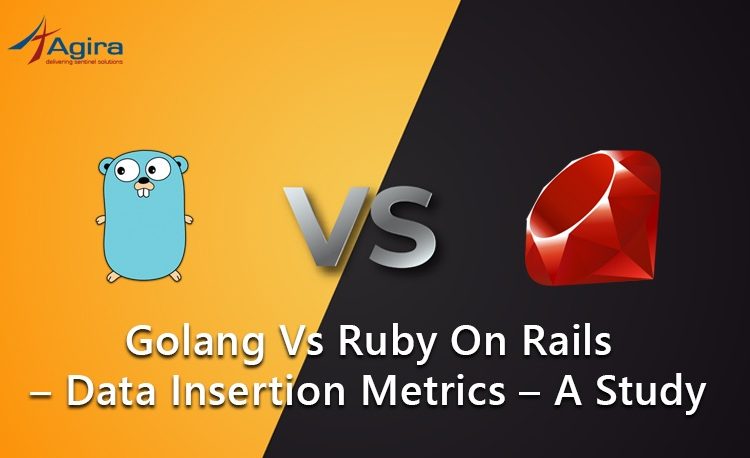 Agira
delivering sentinel solutions
VS
Golang Vs Ruby On Rails
– Data Insertion Metrics – A Study